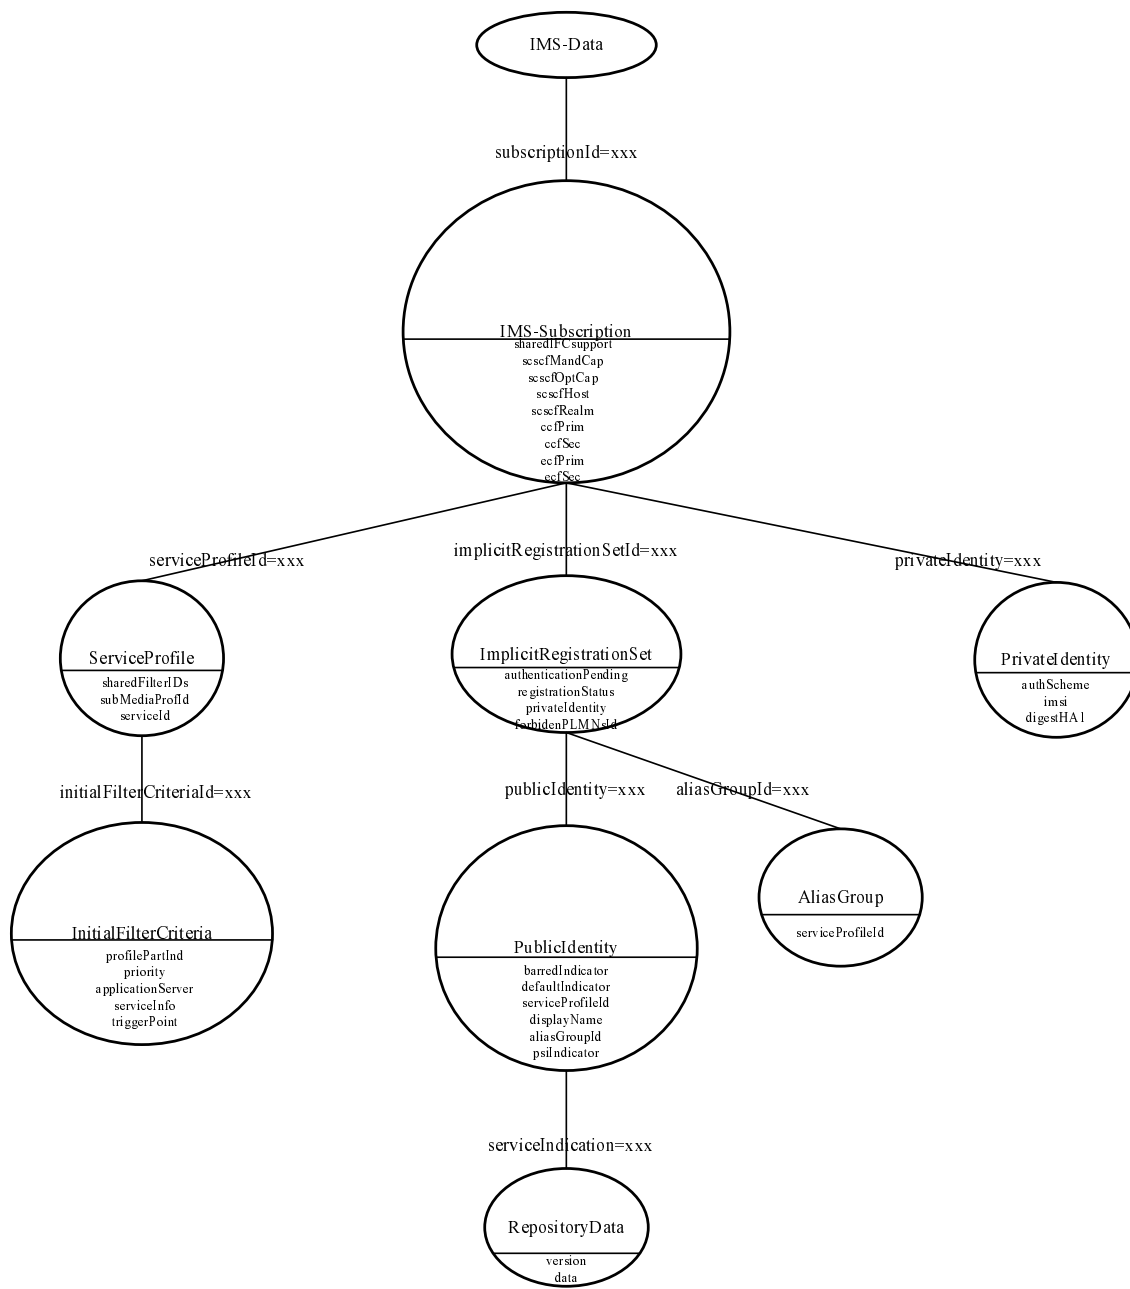 IMS-Data
subscriptionId=xxx
IMS-Subscription
sharedIFCsupport
scscfMandCap
scscfOptCap
scscfHost
scscfRealm
ccfPrim
ccfSec
ecfPrim
ecfSec
serviceProfileId=xxx
implicitRegistrationSetId=xxx
privateIdentity=xxx
ServiceProfile
sharedFilterIDs
subMediaProfId
serviceId
ImplicitRegistrationSet
authenticationPending
registrationStatus
privateIdentity
forbidenPLMNsId
PrivateIdentity
authScheme
imsi
digestHA1
initialFilterCriteriaId=xxx
publicIdentity=xxx
aliasGroupId=xxx
InitialFilterCriteria
profilePartInd
priority
applicationServer
serviceInfo
triggerPoint
PublicIdentity
barredIndicator
defaultIndicator
serviceProfileId
displayName
aliasGroupId
psiIndicator
AliasGroup
serviceProfileId
serviceIndication=xxx
RepositoryData
version
data